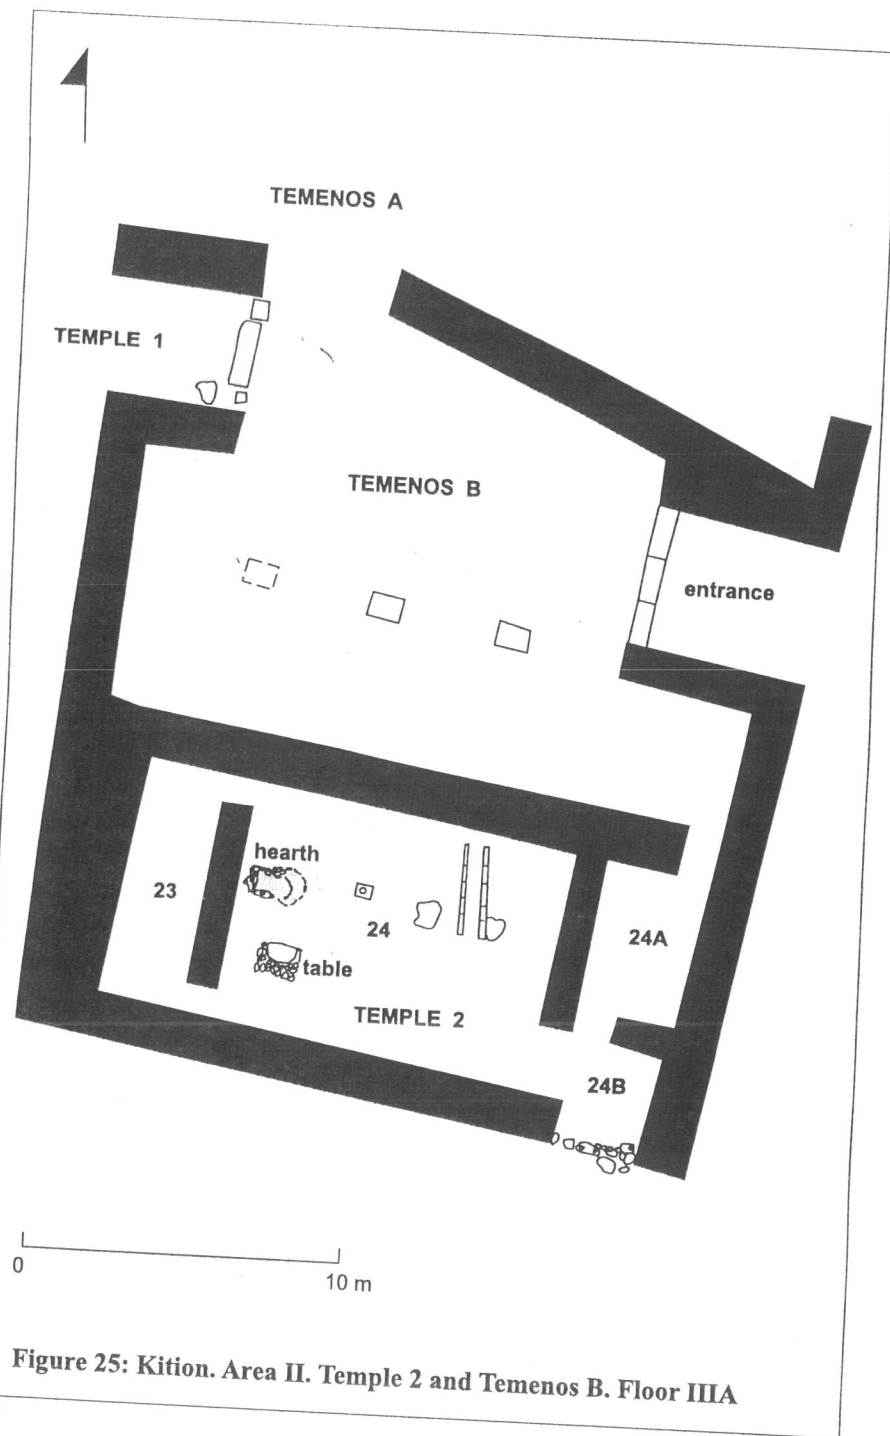 TEMENOS A
TEMPLE 1
TEMENOS B
entrance
hearth
23
24
24A
table
TEMPLE 2
24B
0
10 m
Figure 25: Kition. Area II. Temple 2 and Temenos B. Floor IIIA